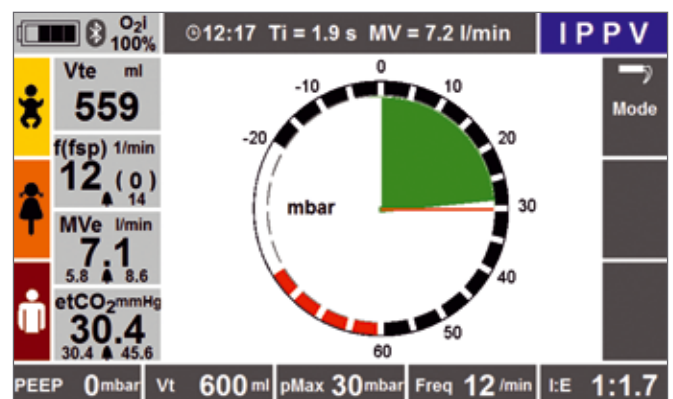 O2i
100%
12:17 Ti = 1.9 s MV = 7.2 l/min
IPPV
Vte ml
559
f(fsp) 1/min
12 (0)
14
MVe l/min
7.1
5.8 8.6
etCO2mmHg
30.4
30.4 45.6
0
-10
10
-20
20
mbar
30
40
50
60
Mode
PEEP 0mbar
Vt 600 ml
pMax 30mbar
Freq 12 /min
I:E 1:1.7